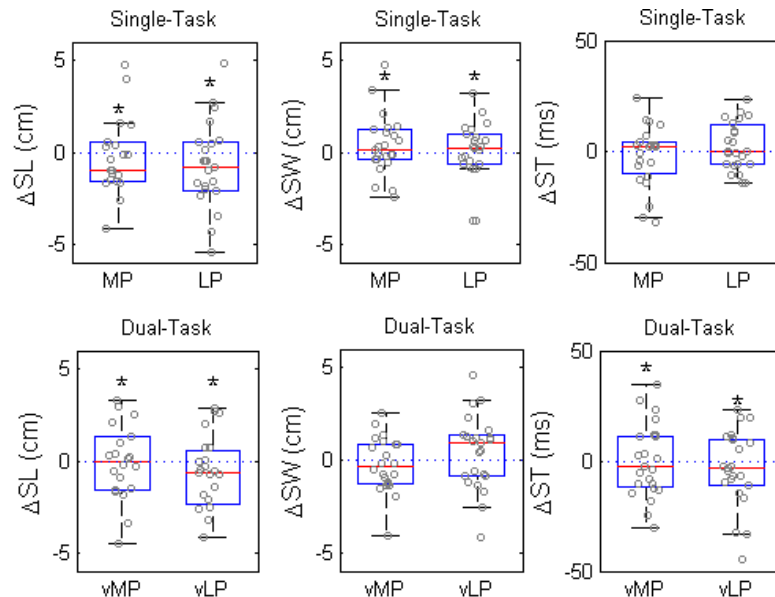 Single-Task
ΔSL (cm)
5
0
-5
*
*
MP LP
Single-Task
ΔSW (cm)
5
0
-5
*
*
MP LP
Single-Task
ΔST (ms)
50
0
-50
MP LP
Dual-Task
ΔSL (cm)
5
0
-5
*
*
vMP vLP
Dual-Task
ΔSW (cm)
5
0
-5
vMP vLP
Dual-Task
ΔST (ms)
50
0
-50
*
*
vMP vLP